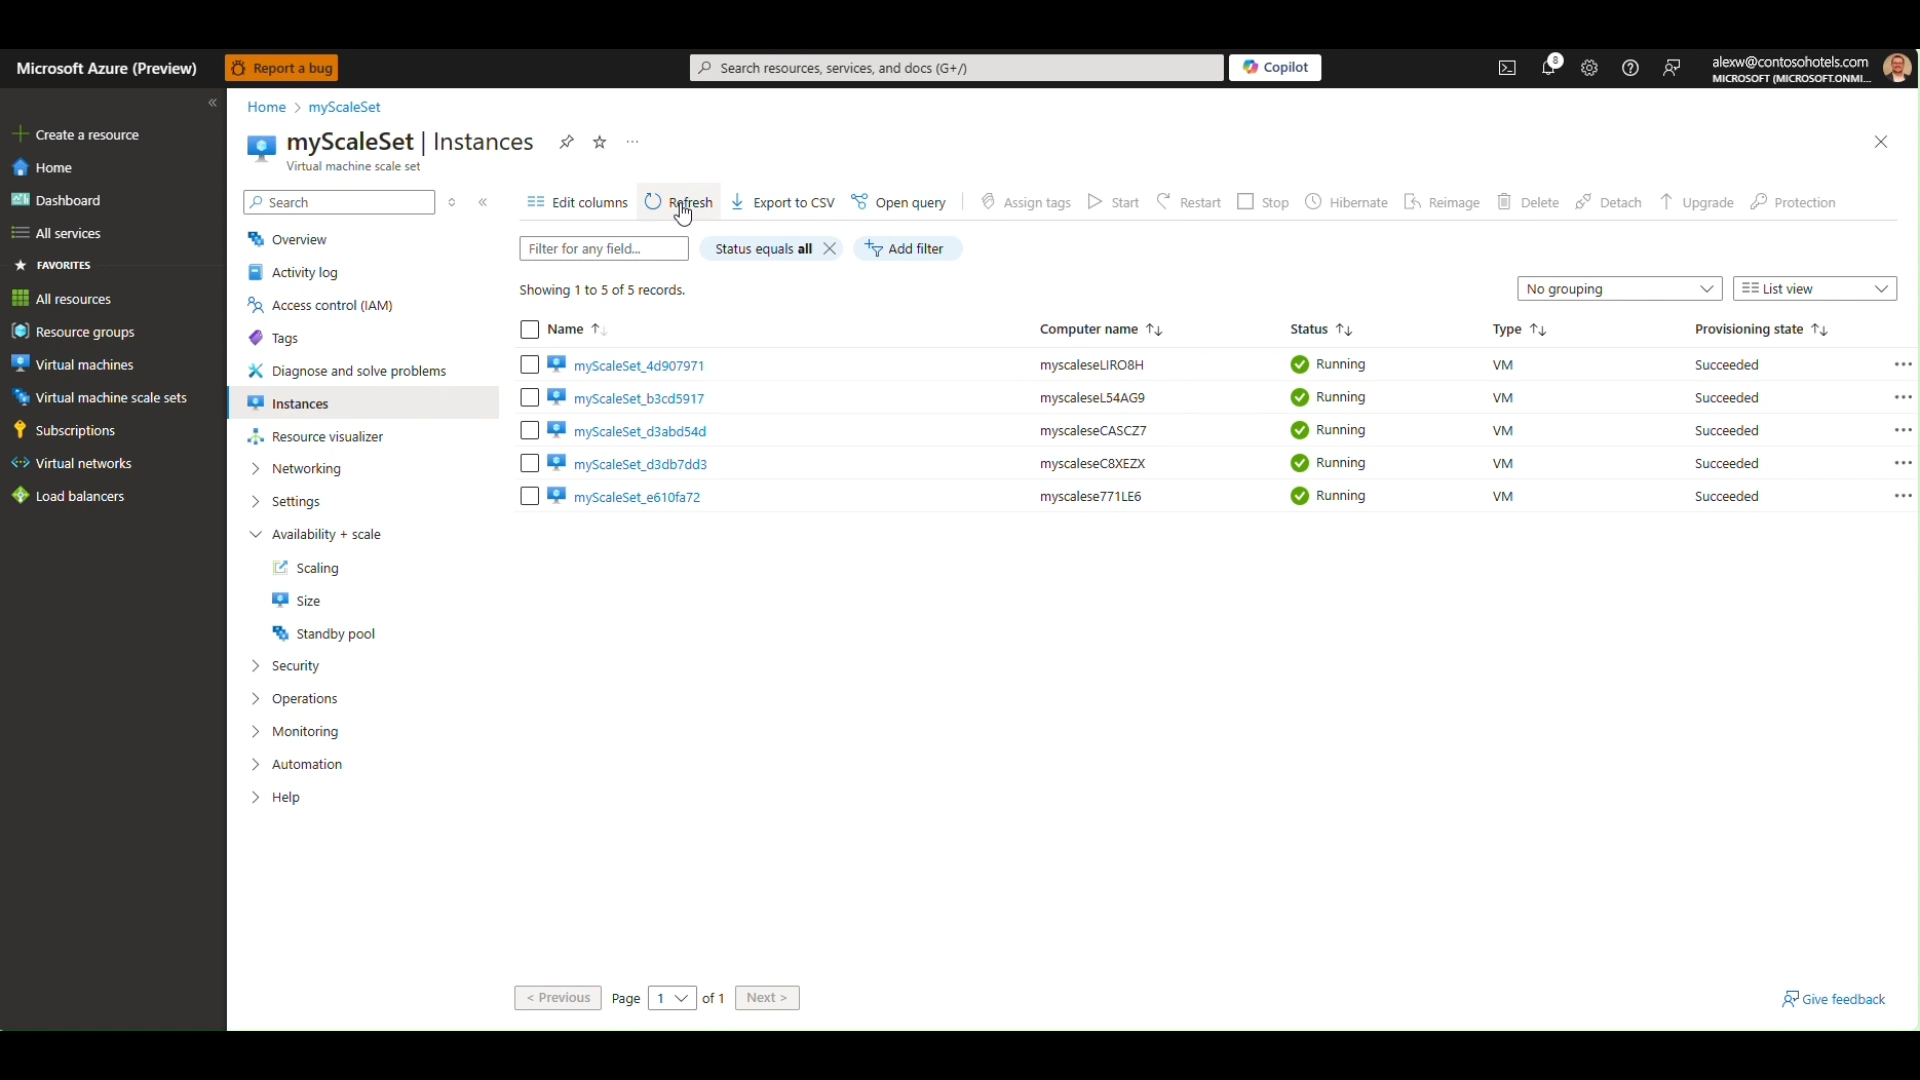 Microsoft Azure (Preview)
Report a bug
Search resources, services, and docs (G+/)
Copilot
8
alexw@contosohotels.com
MICROSOFT (MICROSOFT.ONMI...
Create a resource
Home
Dashboard
All services
FAVORITES
All resources
Resource groups
Virtual machines
Virtual machine scale sets
Subscriptions
Virtual networks
Load balancers
Home > myScaleSet
myScaleSet | Instances
Virtual machine scale set
Search
Overview
Activity log
Access control (IAM)
Tags
Diagnose and solve problems
Instances
Resource visualizer
Networking
Settings
Availability + scale
Scaling
Size
Standby pool
Security
Operations
Monitoring
Automation
Help
Edit columns Refresh Export to CSV Open query Assign tags Start Restart Stop Hibernate Reimage Delete Detach Upgrade Protection
Filter for any field... Status equals all Add filter
Showing 1 to 5 of 5 records.
No grouping List view
Name Computer name Status Type Provisioning state
myScaleSet_4d907971 myscaleseLIRO8H Running VM Succeeded
myScaleSet_b3cd5917 myscaleseL54AG9 Running VM Succeeded
myScaleSet_d3abd54d myscaleseCASCZ7 Running VM Succeeded
myScaleSet_d3db7dd3 myscaleseC8XEZX Running VM Succeeded
myScaleSet_e610fa72 myscalese771LE6 Running VM Succeeded
< Previous Page 1 of 1 Next >
Give feedback